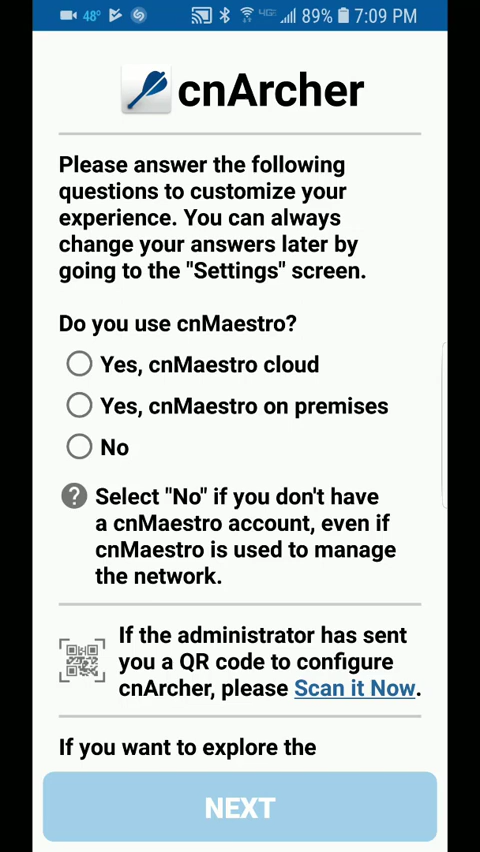 48° 4G 89% 7:09 PM
cnArcher
Please answer the following
questions to customize your
experience. You can always
change your answers later by
going to the "Settings" screen.
Do you use cnMaestro?
Yes, cnMaestro cloud
Yes, cnMaestro on premises
No
? Select "No" if you don't have
a cnMaestro account, even if
cnMaestro is used to manage
the network.
If the administrator has sent
you a QR code to configure
cnArcher, please Scan it Now.
If you want to explore the
NEXT